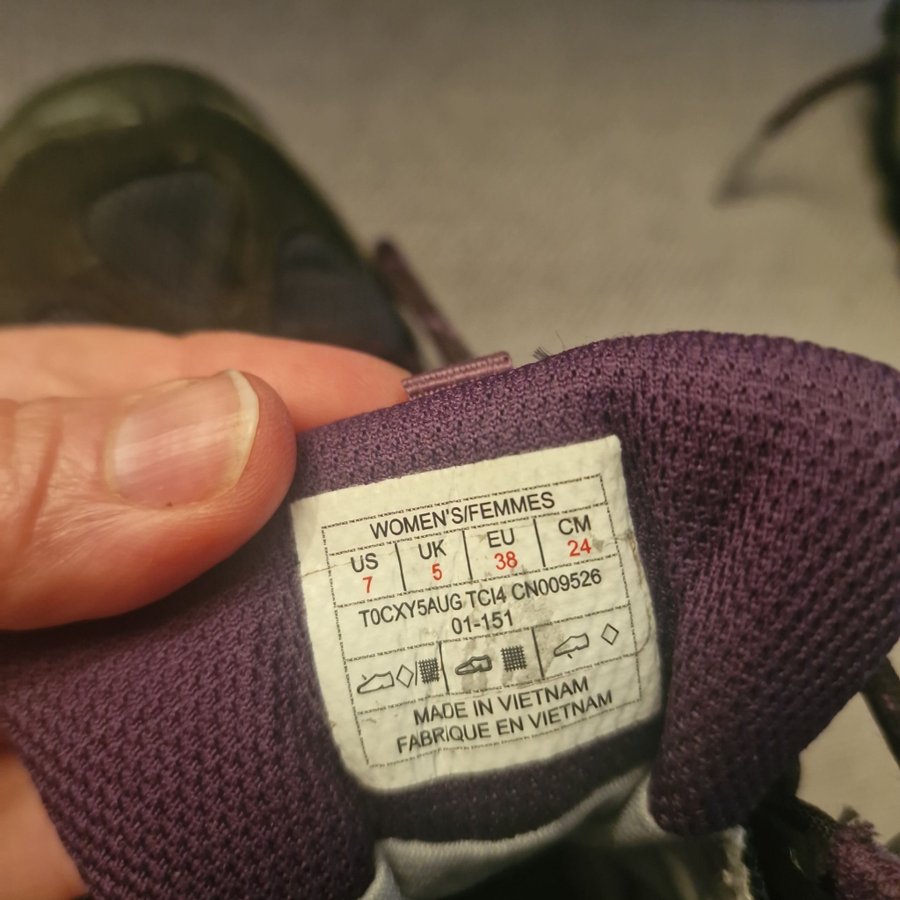 WOMEN'S/FEMMES
US UK EU CM
7 5 38 24
T0CXY5AUG TCI4 CN009526
01-151
MADE IN VIETNAM
FABRIQUE EN VIETNAM